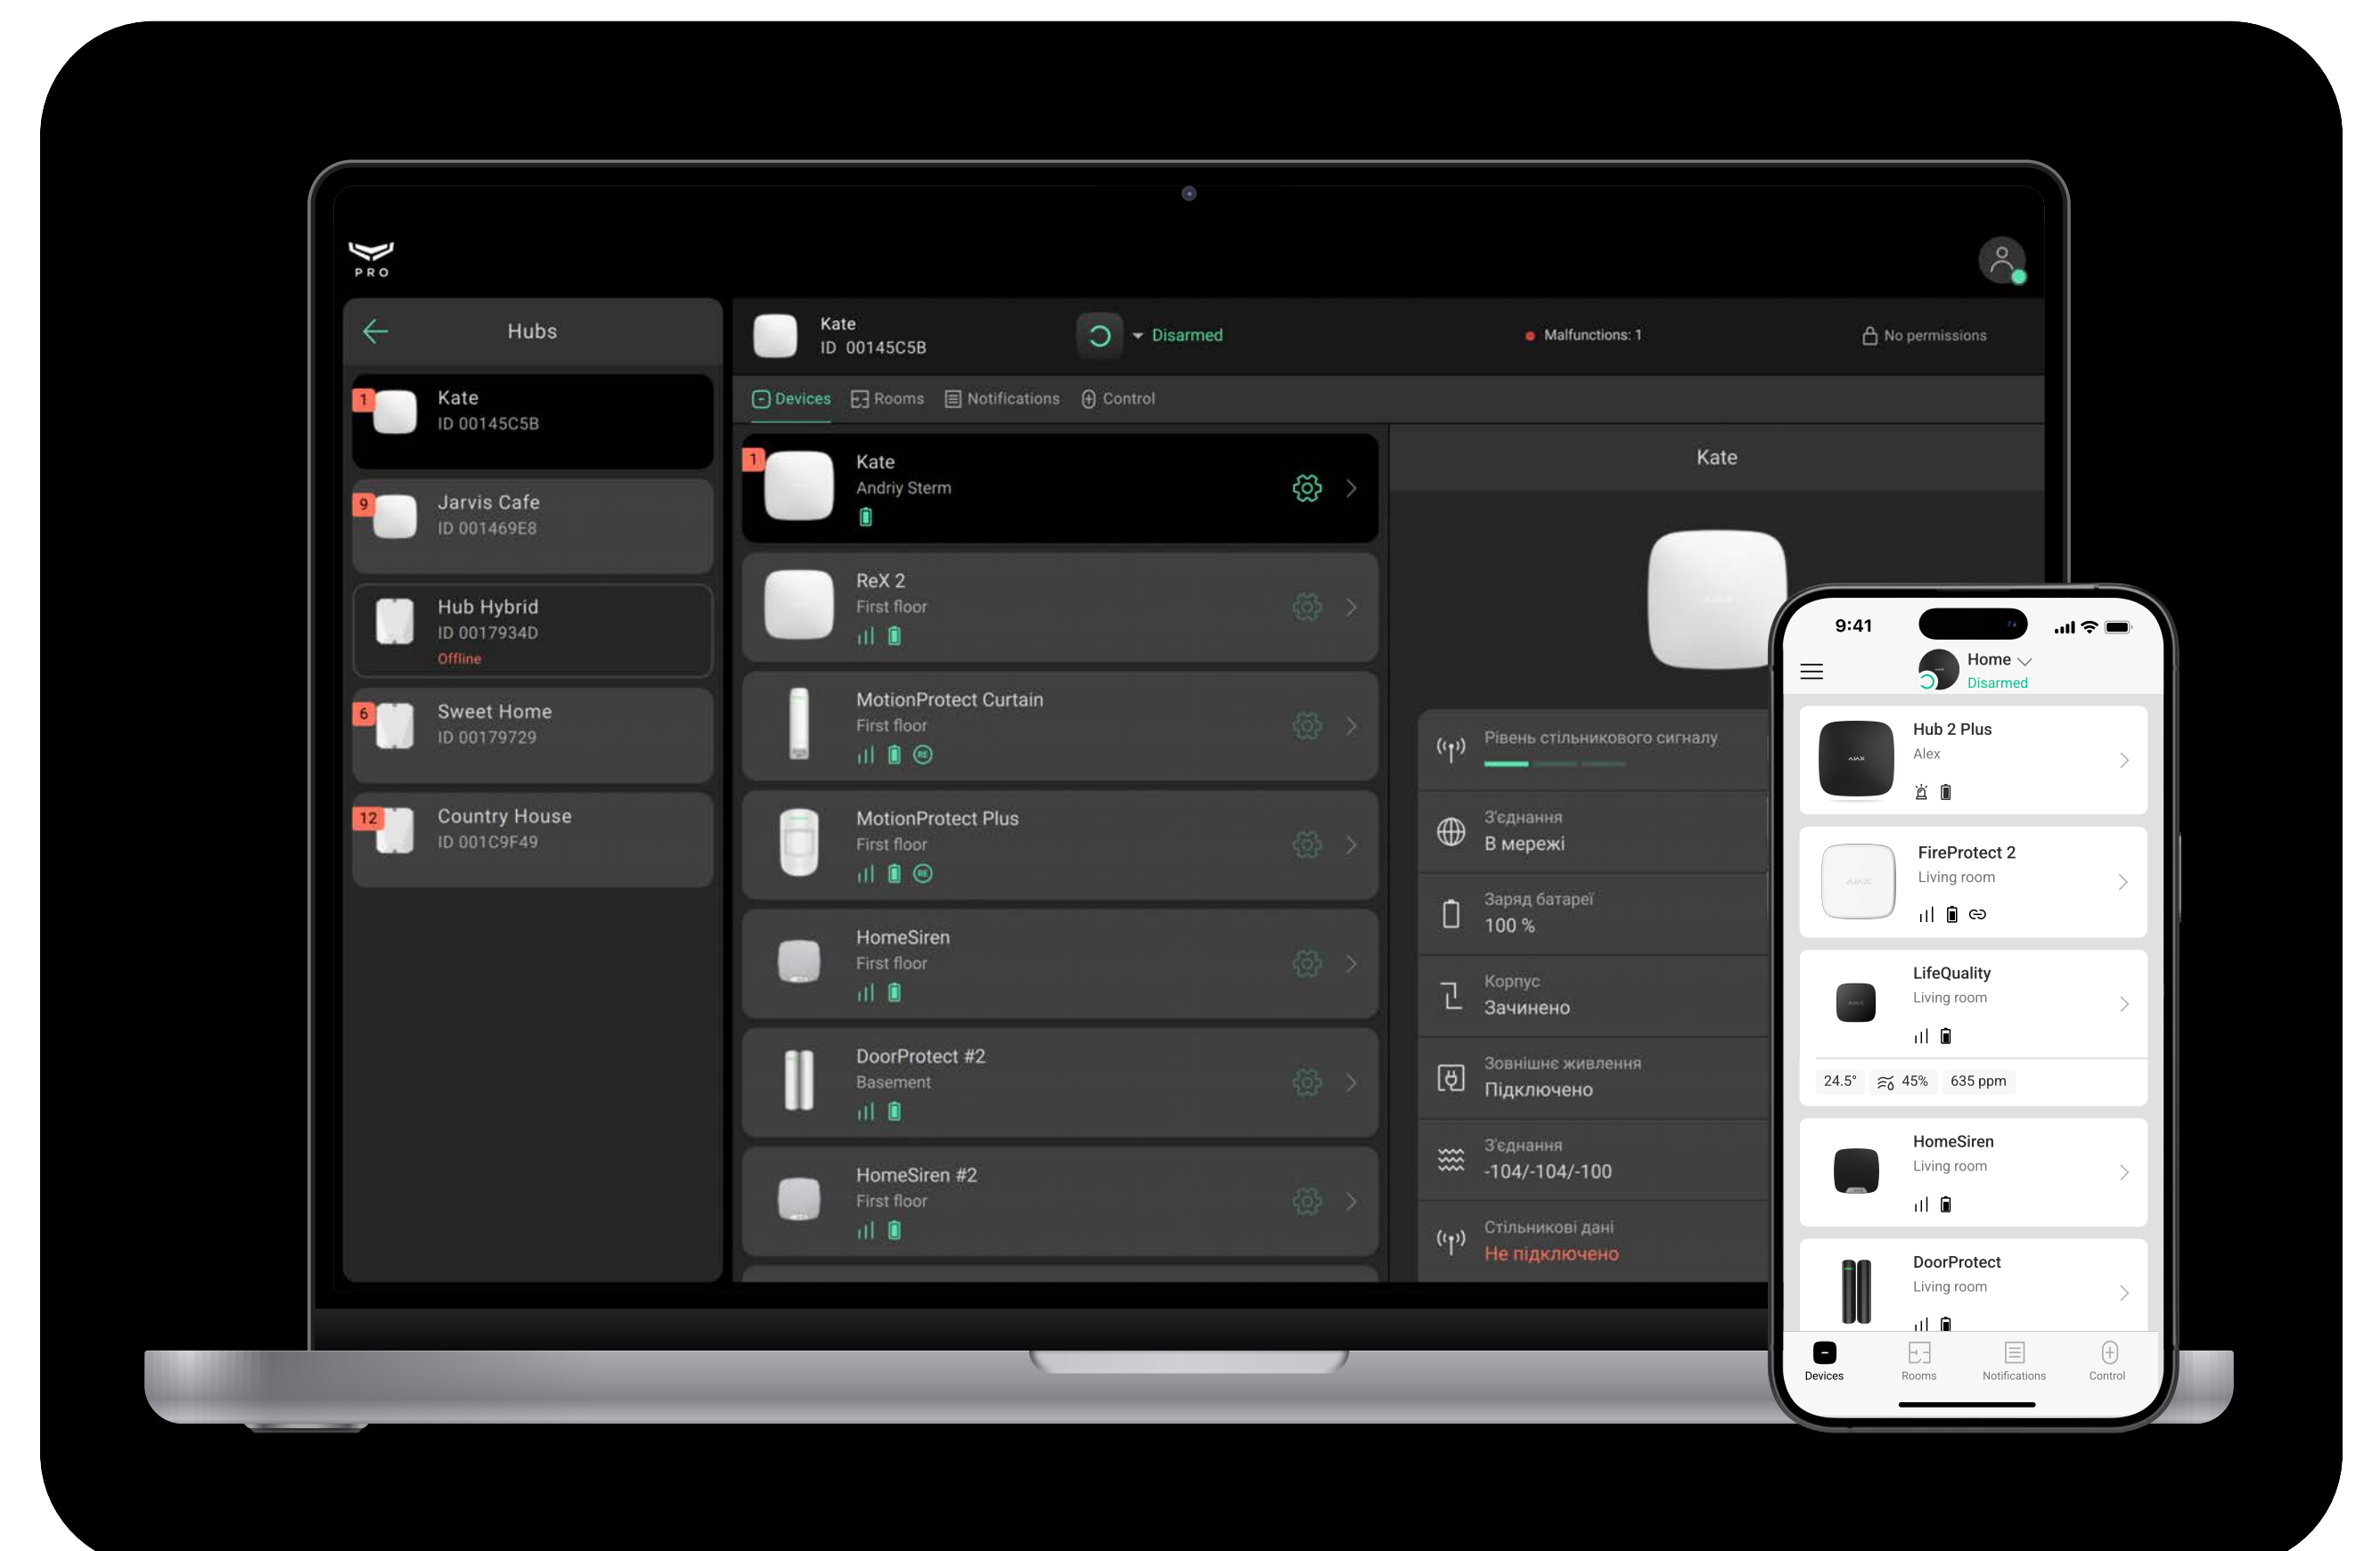 PRO
Hubs
Kate
ID 00145C5B
Disarmed
Malfunctions: 1
No permissions
1
Kate
ID 00145C5B
9
Jarvis Cafe
ID 001469E8
Hub Hybrid
ID 0017934D
Offline
6
Sweet Home
ID 00179729
12
Country House
ID 001C9F49
Devices
Rooms
Notifications
Control
1
Kate
Andriy Sterm
ReX 2
First floor
MotionProtect Curtain
First floor
RE
MotionProtect Plus
First floor
RE
HomeSiren
First floor
DoorProtect #2
Basement
HomeSiren #2
First floor
Kate
Рівень стільникового сигналу
З'єднання
В мережі
Заряд батареї
100 %
Корпус
Зачинено
Зовнішнє живлення
Підключено
З'єднання
-104/-104/-100
Стільникові дані
Не підключено
9:41
Home
Disarmed
AJAX
Hub 2 Plus
Alex
AJAX
FireProtect 2
Living room
LifeQuality
Living room
24.5°
45%
635 ppm
HomeSiren
Living room
DoorProtect
Living room
Devices
Rooms
Notifications
Control